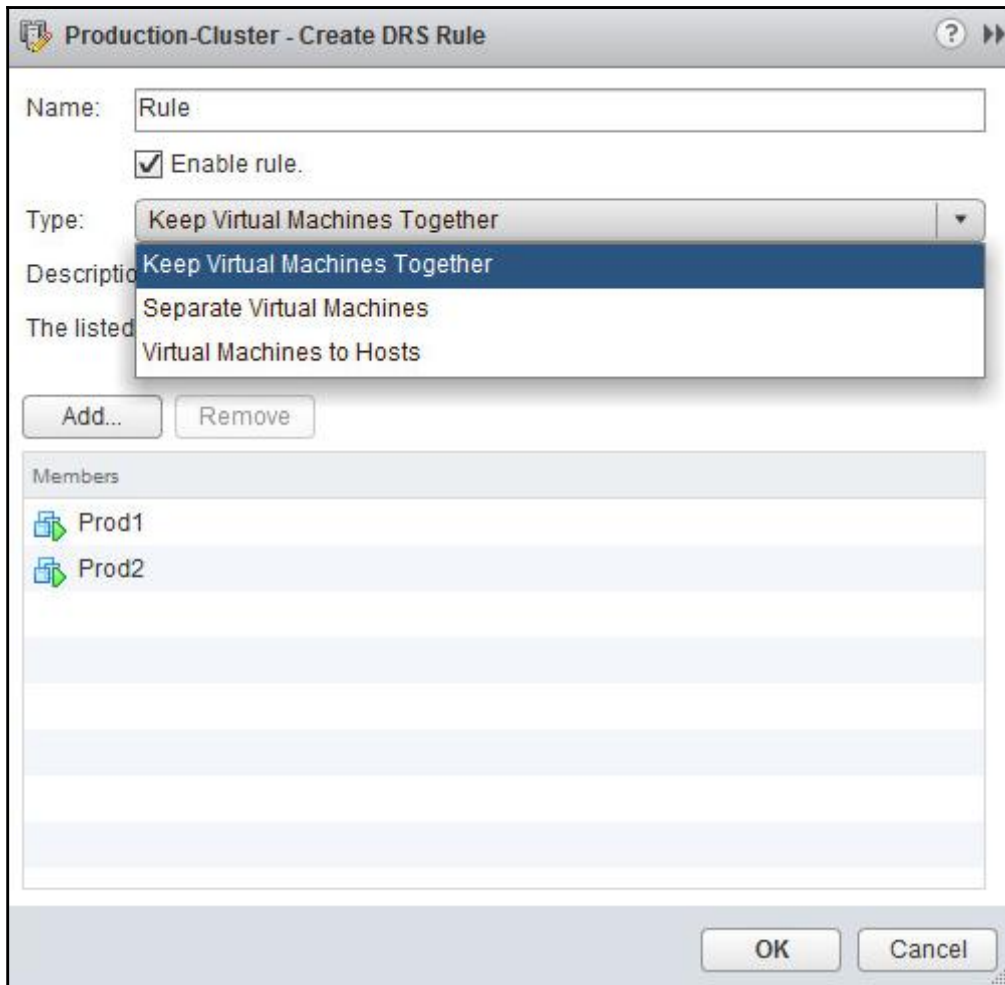 Production-Cluster - Create DRS Rule ?
Name: Rule
Enable rule.
Type: Keep Virtual Machines Together
Keep Virtual Machines Together
Descriptio
Separate Virtual Machines
The listed
Virtual Machines to Hosts
Add... Remove
Members
Prod1
Prod2
OK Cancel